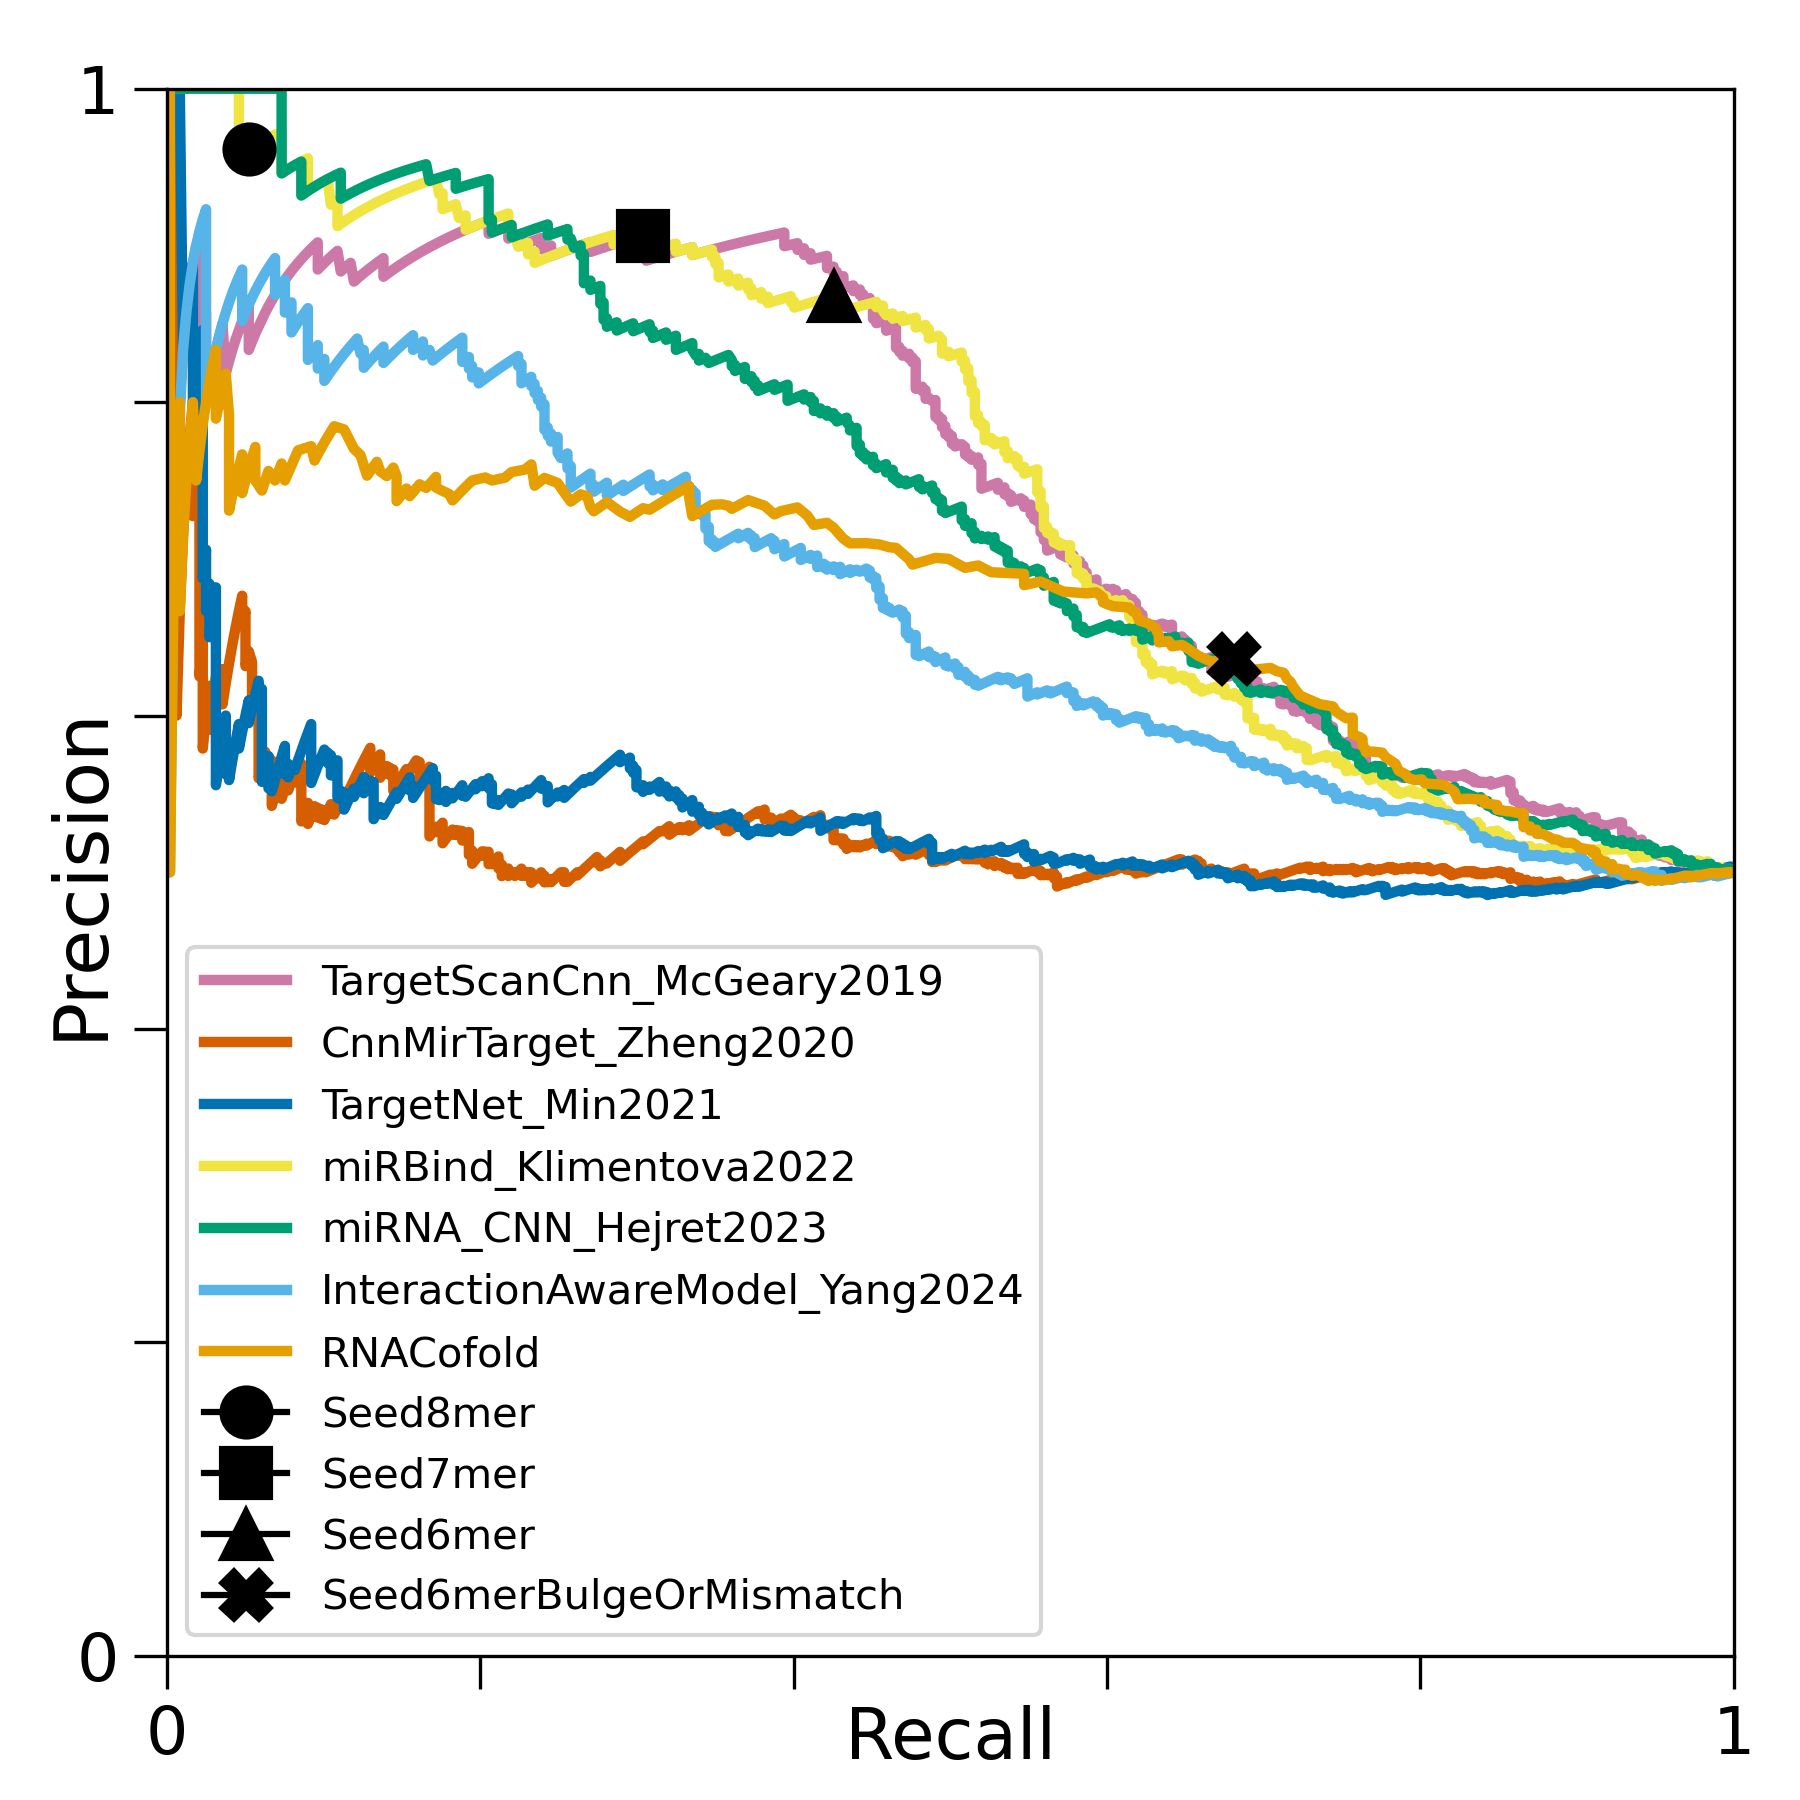 1
Precision
TargetScanCnn_McGeary2019
CnnMirTarget_Zheng2020
TargetNet_Min2021
miRBind_Klimentova2022
miRNA_CNN_Hejret2023
InteractionAwareModel_Yang2024
RNACofold
Seed8mer
Seed7mer
Seed6mer
Seed6merBulgeOrMismatch
0
0
Recall
1